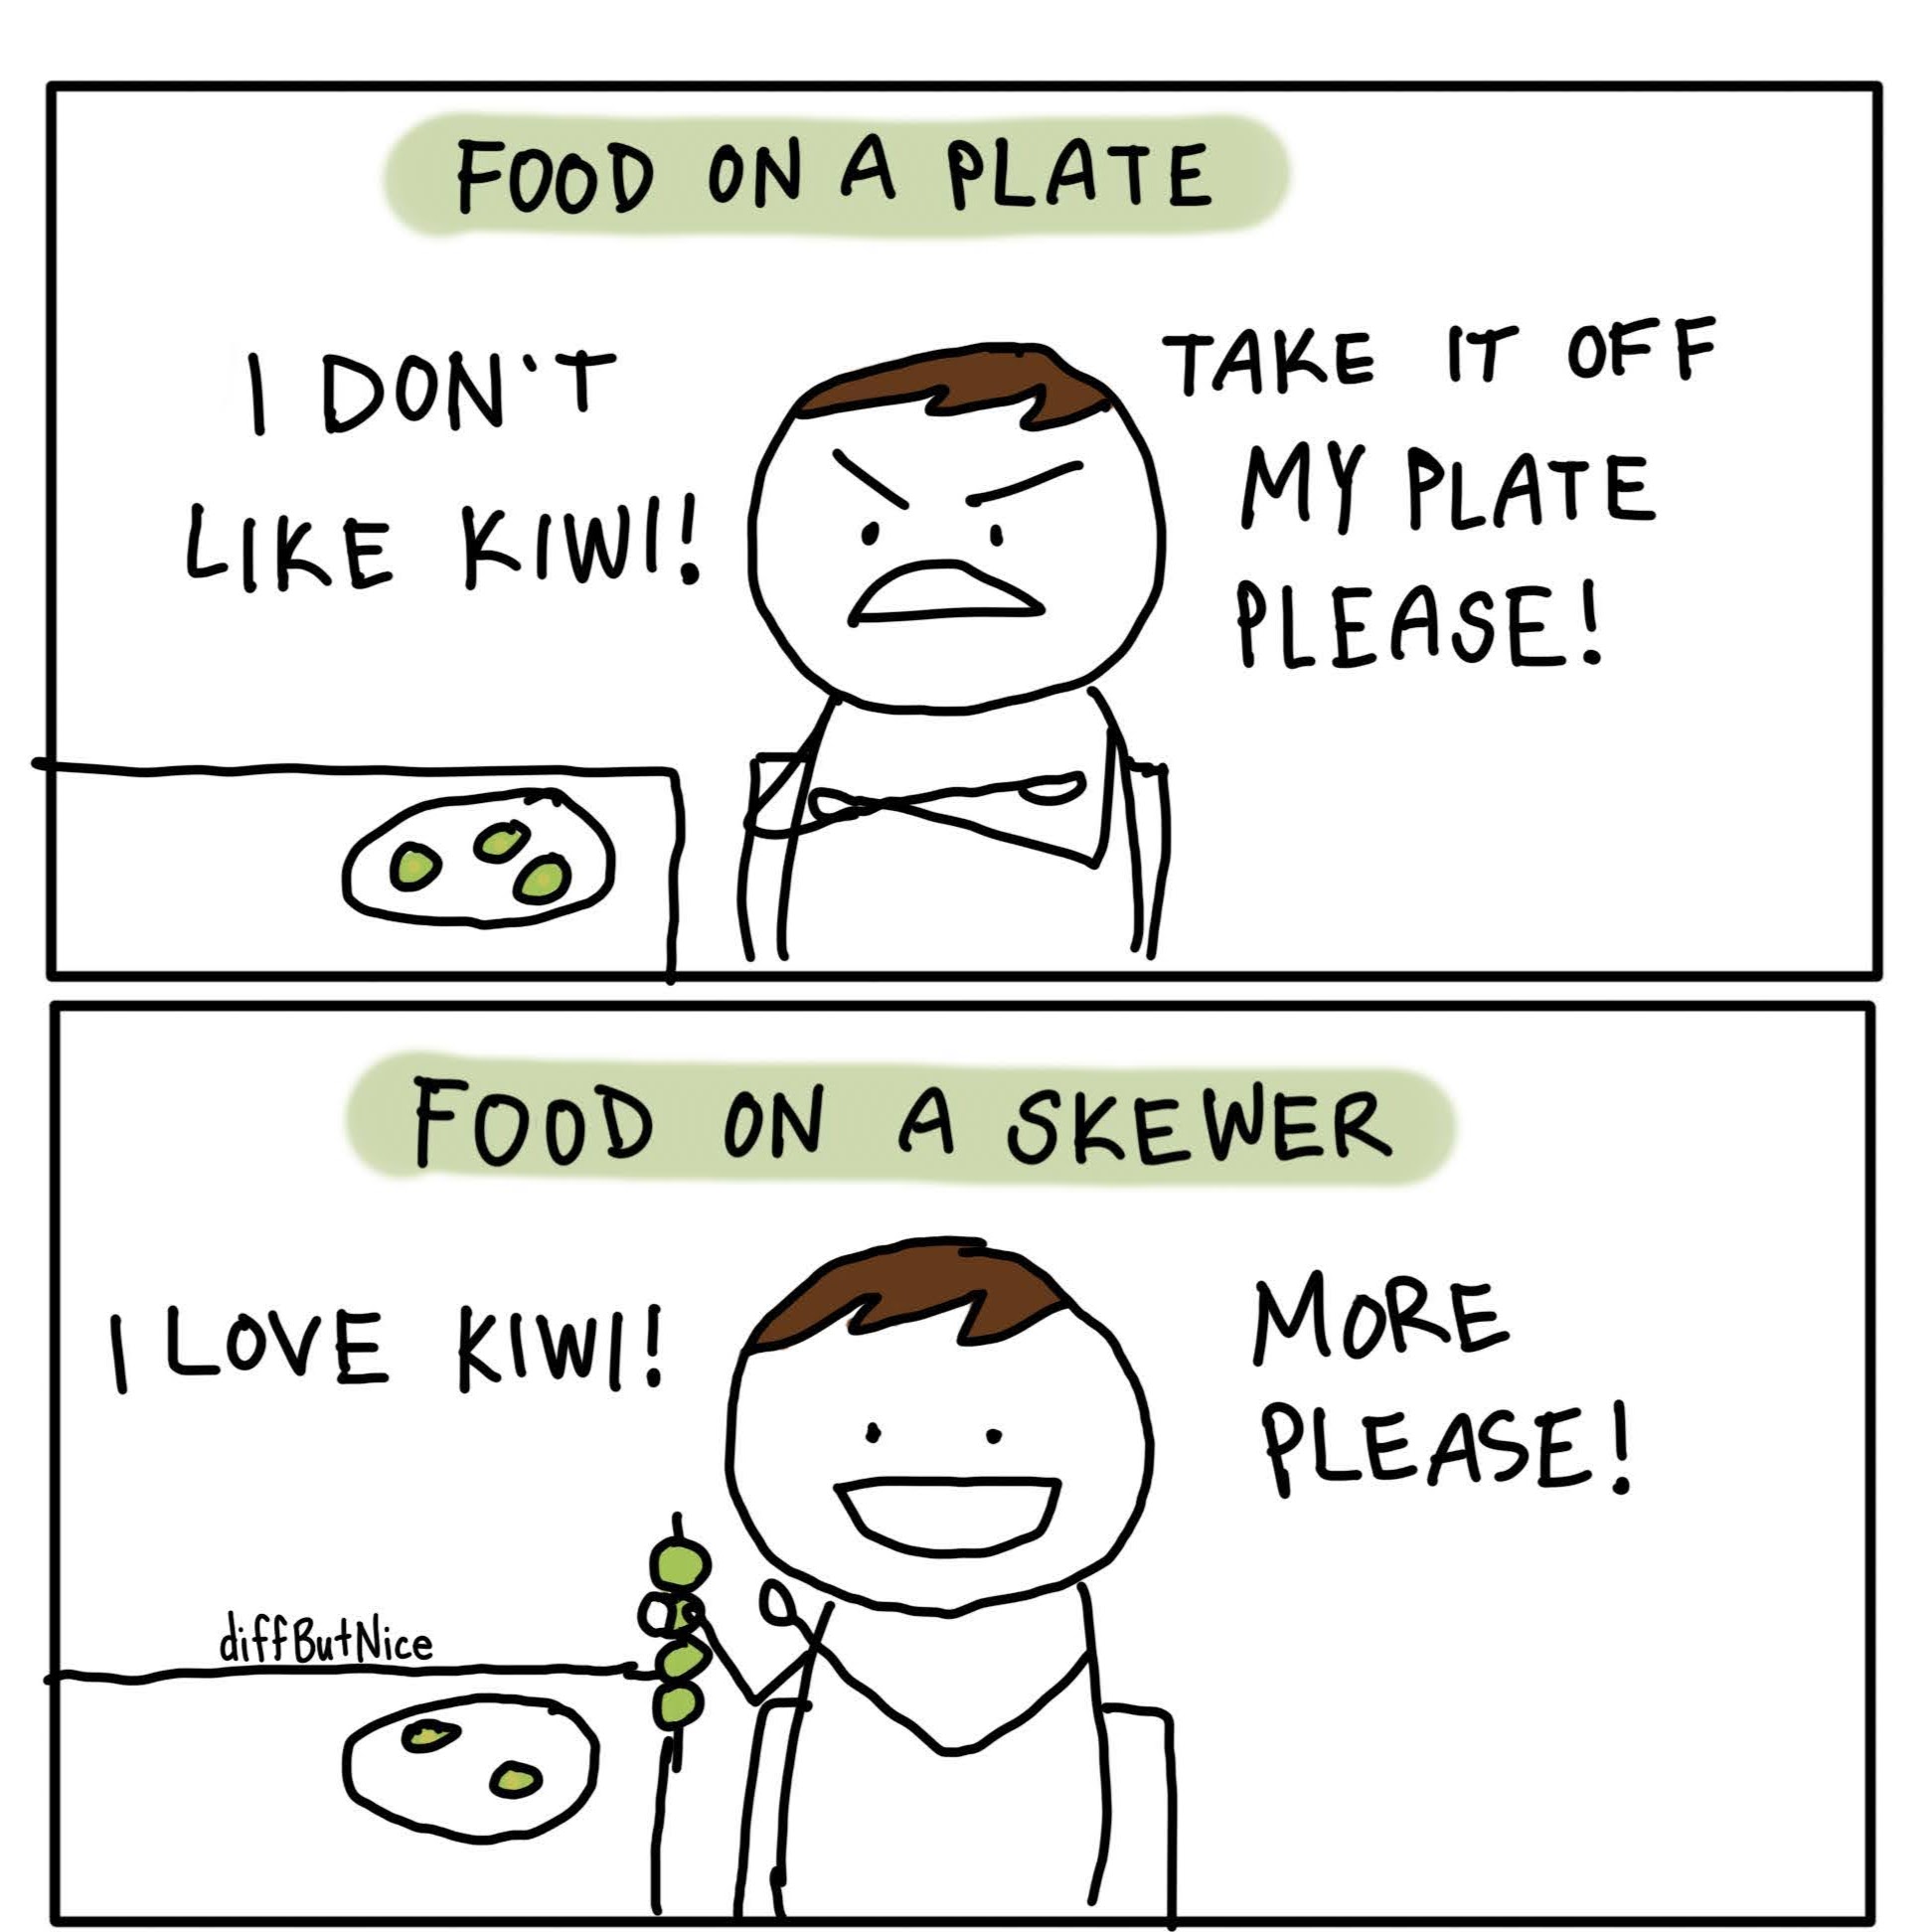 FOOD ON A PLATE
I DON'T
LIKE KIWI!
TAKE IT OFF
MY PLATE
PLEASE!
FOOD ON A SKEWER
I LOVE KIWI!
MORE
PLEASE!
diffButNice